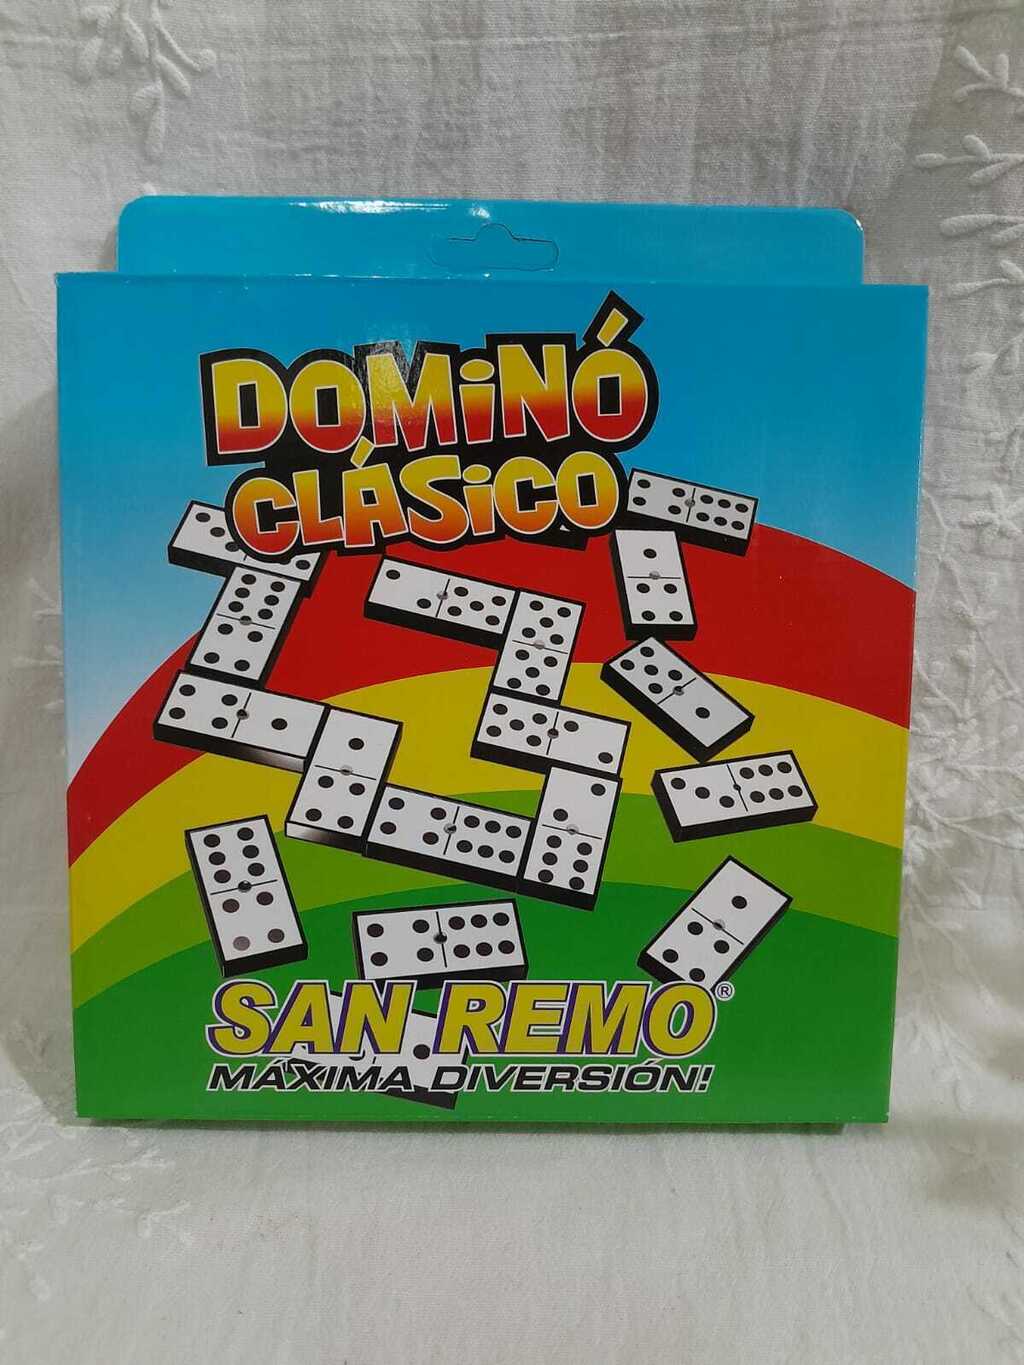 DOMiNÓ
CLÁSiCO
SAN REMO®
MÁXIMA DIVERSIÓN!